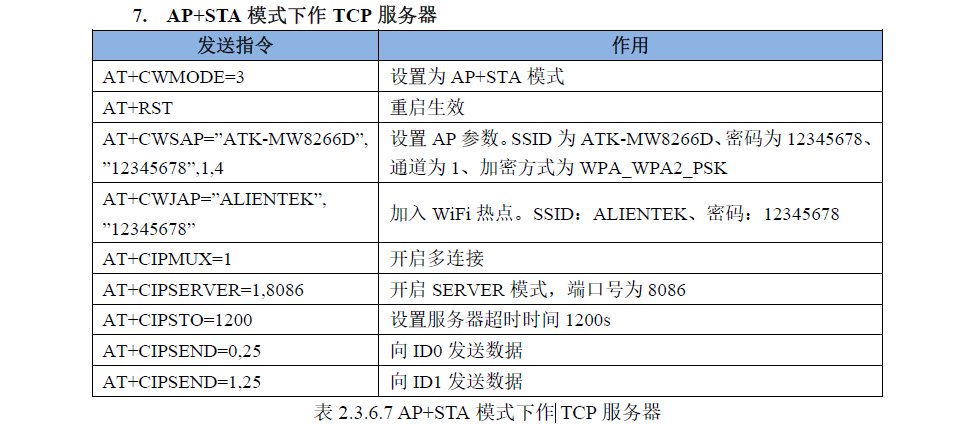 7. AP+STA 模式下作 TCP 服务器
发送指令 作用
AT+CWMODE=3 设置为 AP+STA 模式
AT+RST 重启生效
AT+CWSAP=”ATK-MW8266D”, 设置 AP 参数。SSID 为 ATK-MW8266D、密码为 12345678、
”12345678”,1,4 通道为 1、加密方式为 WPA_WPA2_PSK
AT+CWJAP=”ALIENTEK”,
”12345678” 加入 WiFi 热点。SSID：ALIENTEK、密码：12345678
AT+CIPMUX=1 开启多连接
AT+CIPSERVER=1,8086 开启 SERVER 模式，端口号为 8086
AT+CIPSTO=1200 设置服务器超时时间 1200s
AT+CIPSEND=0,25 向 ID0 发送数据
AT+CIPSEND=1,25 向 ID1 发送数据
表 2.3.6.7 AP+STA 模式下作 TCP 服务器